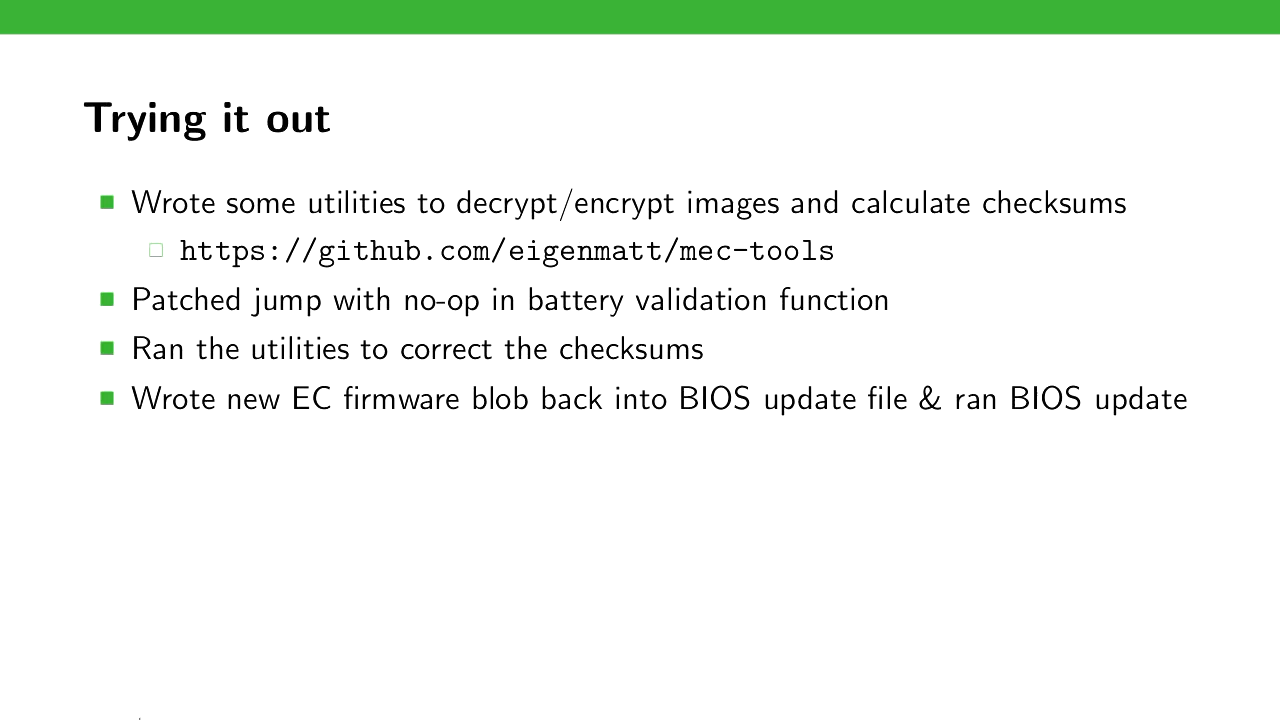 Trying it out
Wrote some utilities to decrypt/encrypt images and calculate checksums
https://github.com/eigenmatt/mec-tools
Patched jump with no-op in battery validation function
Ran the utilities to correct the checksums
Wrote new EC firmware blob back into BIOS update file & ran BIOS update